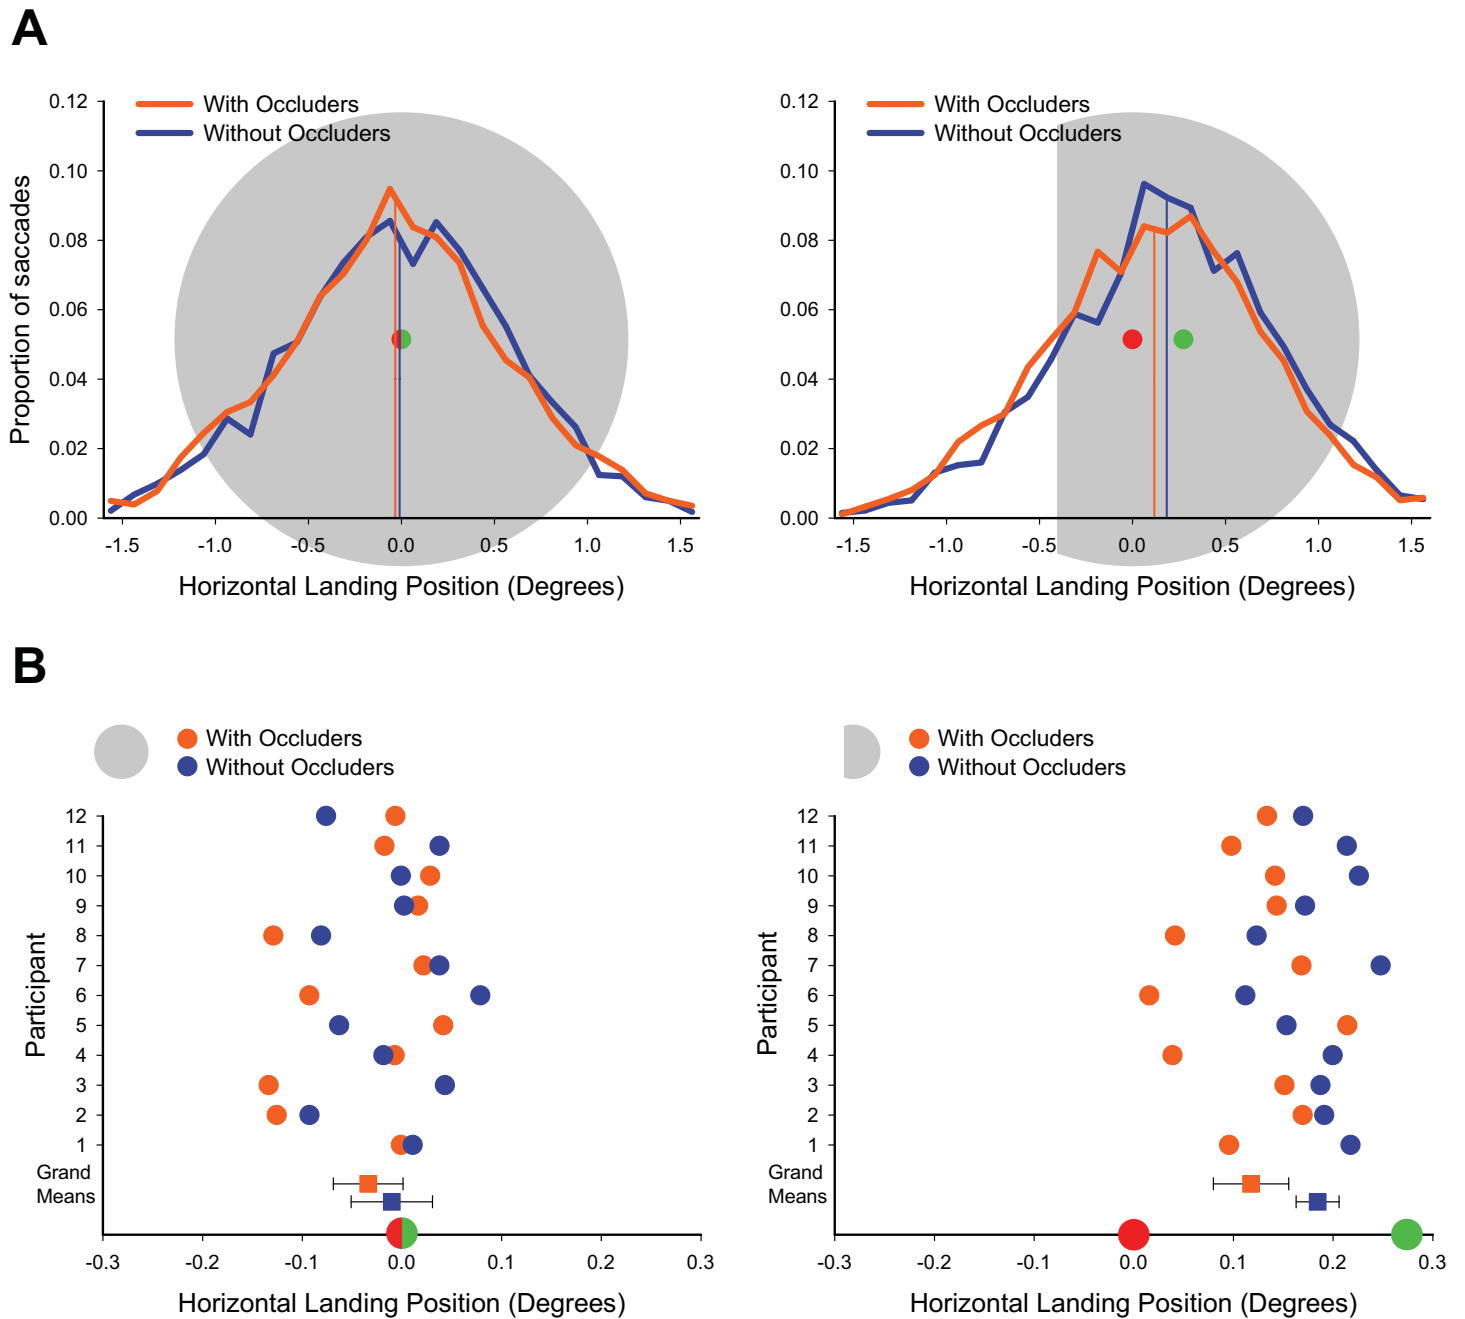 A
With Occluders
Without Occluders
0.12
0.10
0.08
0.06
0.04
0.02
0.00
Proportion of saccades
-1.5 -1.0 -0.5 0.0 0.5 1.0 1.5
Horizontal Landing Position (Degrees)
With Occluders
Without Occluders
0.12
0.10
0.08
0.06
0.04
0.02
0.00
-1.5 -1.0 -0.5 0.0 0.5 1.0 1.5
Horizontal Landing Position (Degrees)
B
With Occluders
Without Occluders
12
11
10
9
8
7
6
5
4
3
2
1
Participant
Grand
Means
-0.3 -0.2 -0.1 0.0 0.1 0.2 0.3
Horizontal Landing Position (Degrees)
With Occluders
Without Occluders
12
11
10
9
8
7
6
5
4
3
2
1
Participant
Grand
Means
-0.3 -0.2 -0.1 0.0 0.1 0.2 0.3
Horizontal Landing Position (Degrees)